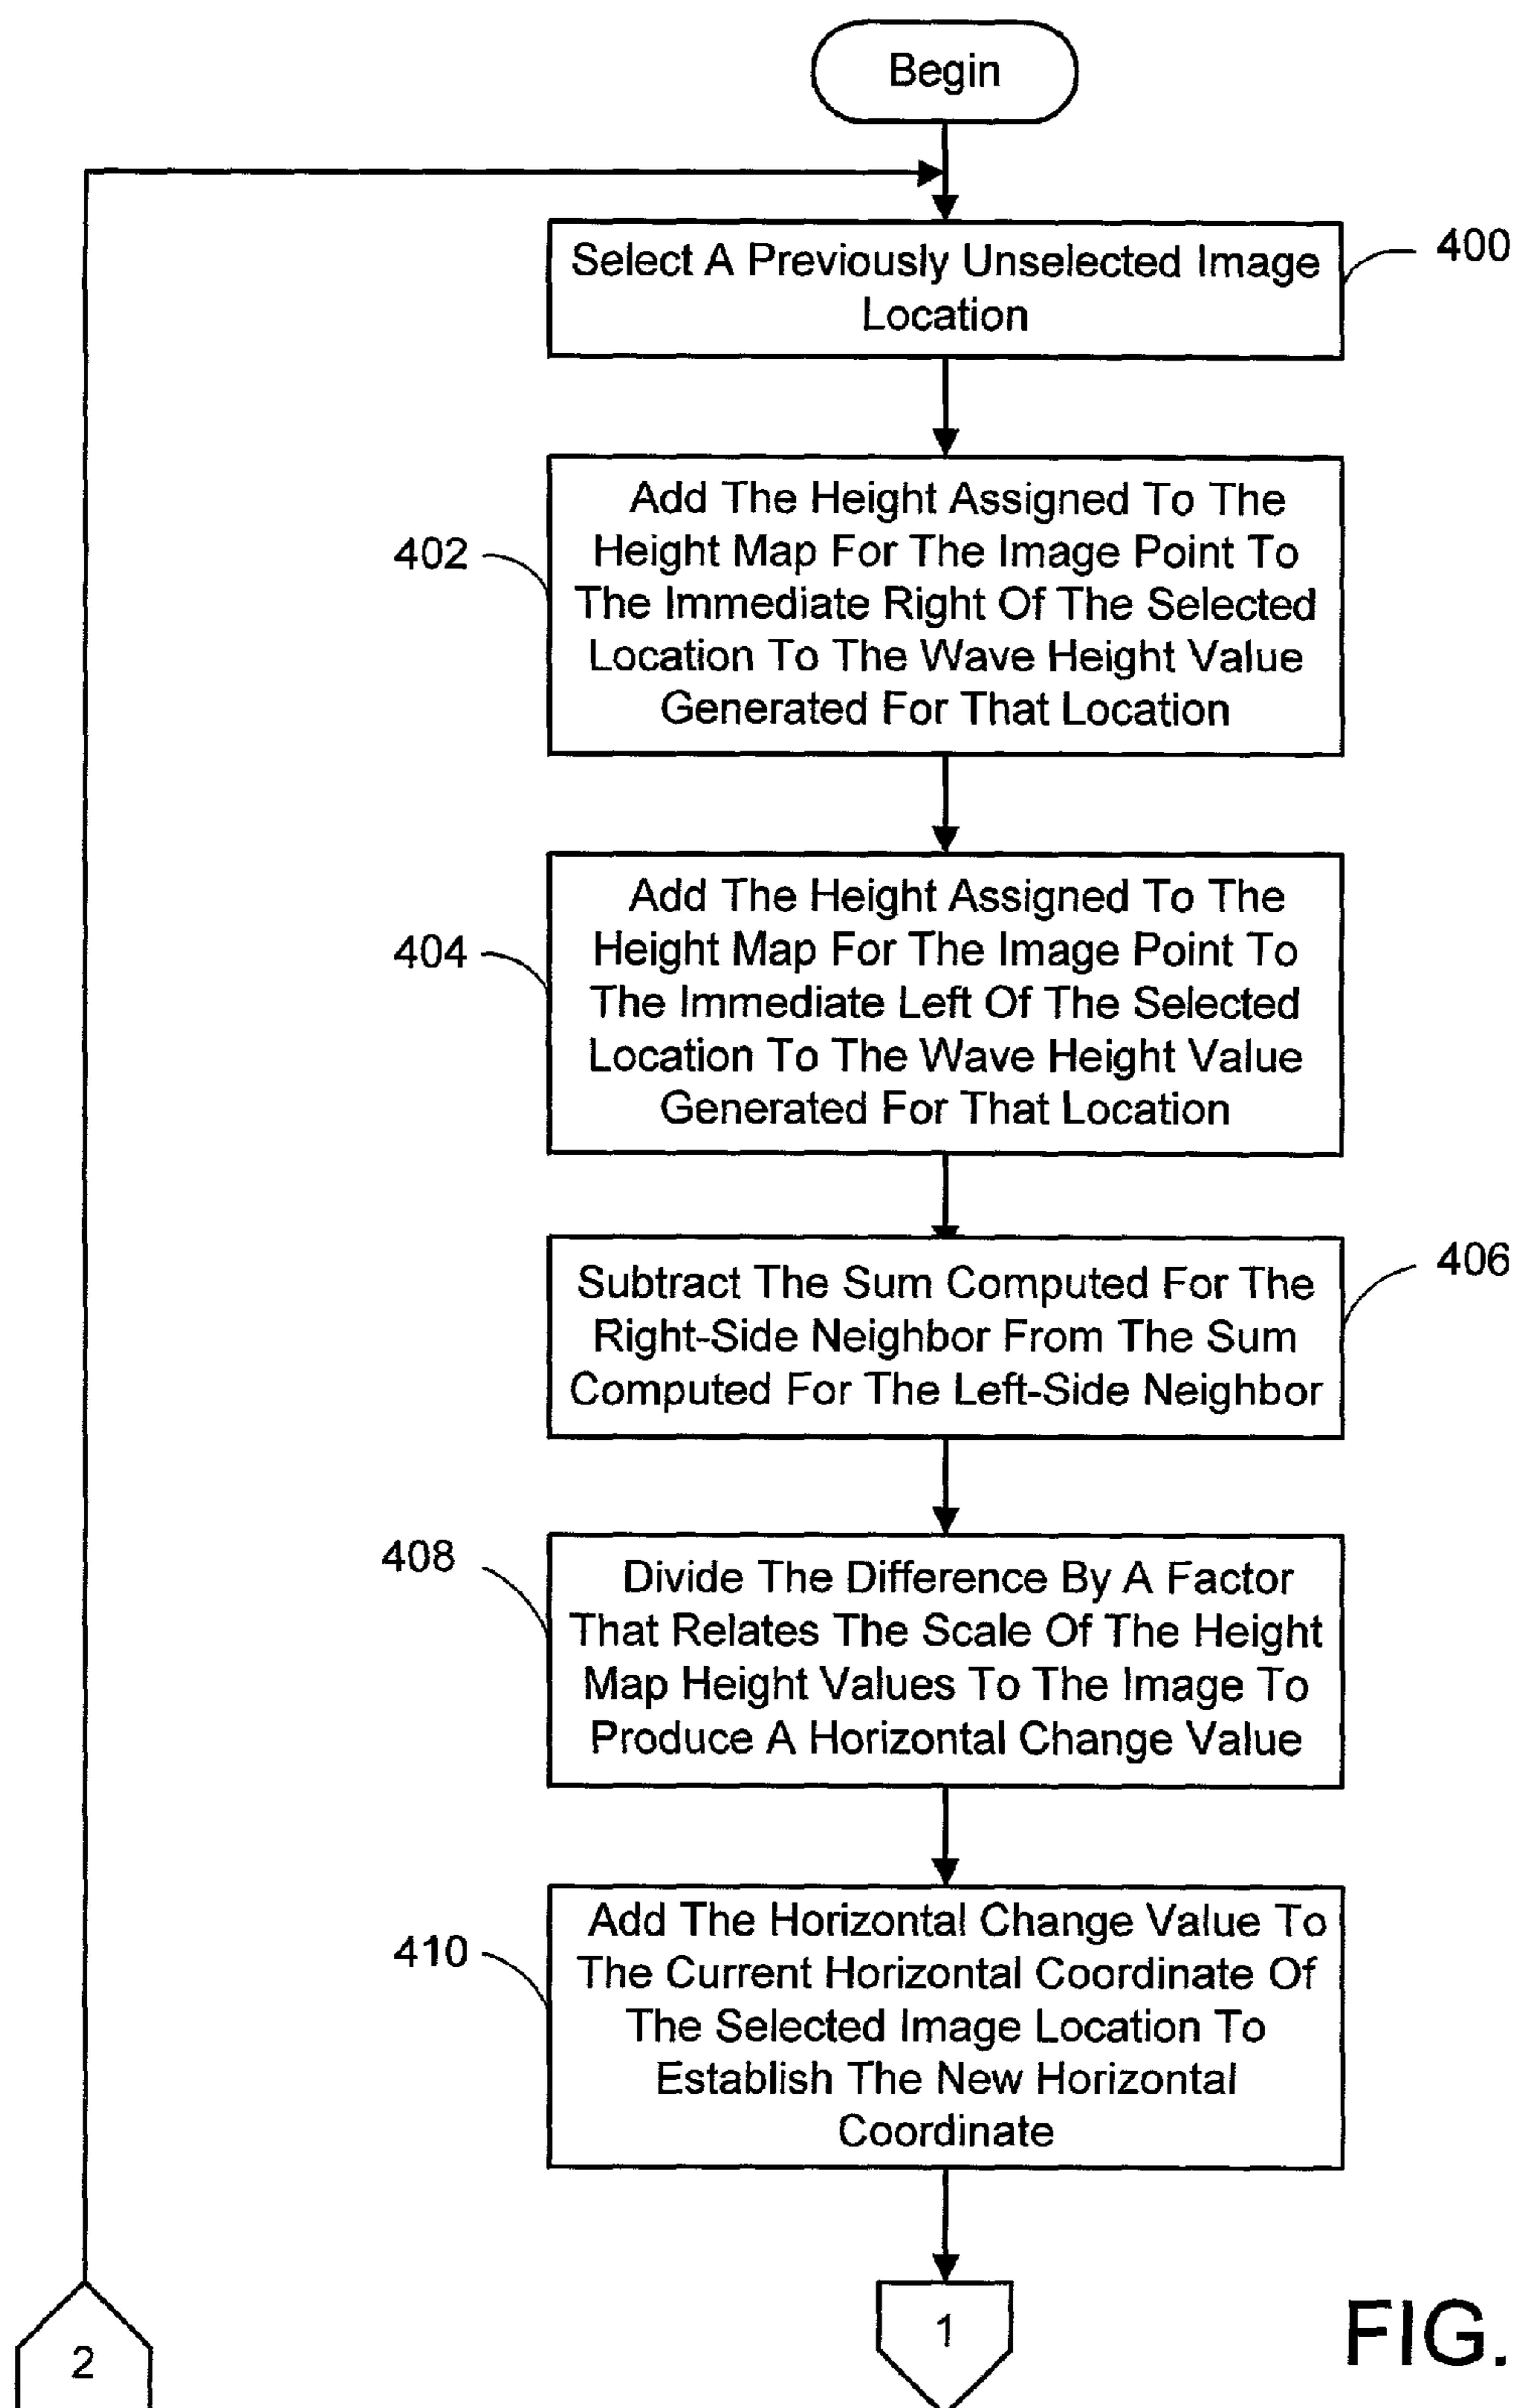 Begin
Select A Previously Unselected Image
Location
400
Add The Height Assigned To The
Height Map For The Image Point To
The Immediate Right Of The Selected
Location To The Wave Height Value
Generated For That Location
402
Add The Height Assigned To The
Height Map For The Image Point To
The Immediate Left Of The Selected
Location To The Wave Height Value
Generated For That Location
404
Subtract The Sum Computed For The
Right-Side Neighbor From The Sum
Computed For The Left-Side Neighbor
406
Divide The Difference By A Factor
That Relates The Scale Of The Height
Map Height Values To The Image To
Produce A Horizontal Change Value
408
Add The Horizontal Change Value To
The Current Horizontal Coordinate Of
The Selected Image Location To
Establish The New Horizontal
Coordinate
410
1
2
FIG.